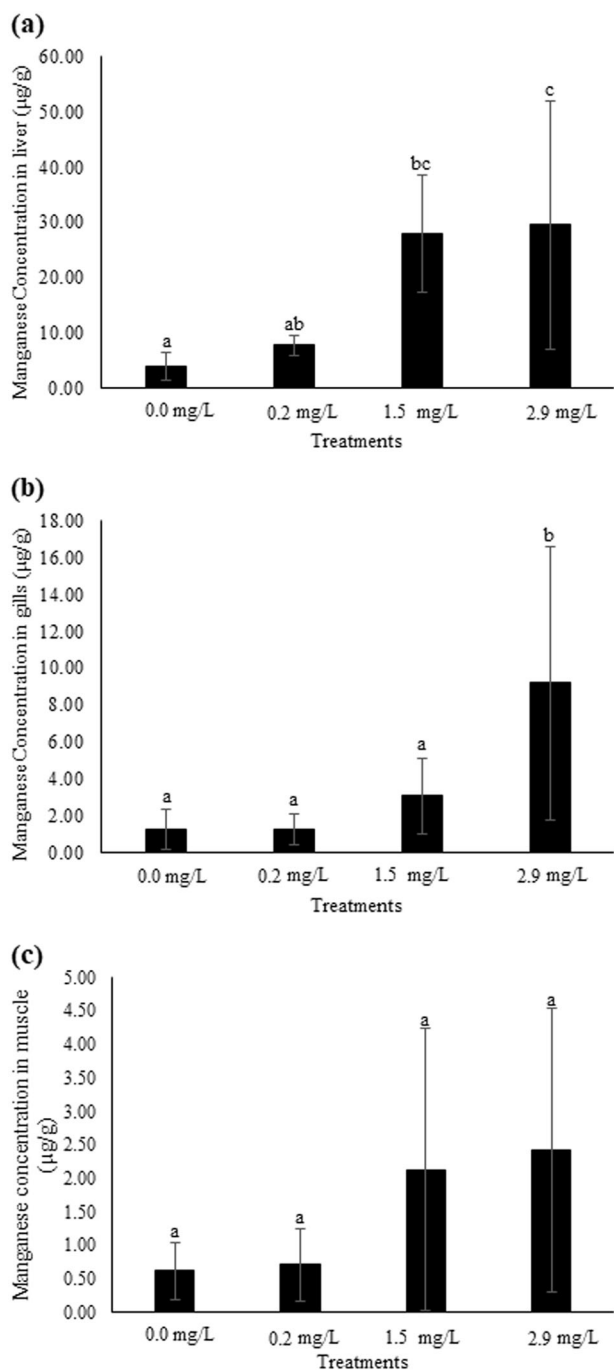 (a)
Manganese Concentration in liver (µg/g)
60.00
50.00
40.00
30.00
20.00
10.00
0.00
a
ab
bc
c
0.0 mg/L 0.2 mg/L 1.5 mg/L 2.9 mg/L
Treatments
(b)
Manganese Concentration in gills (µg/g)
18.00
16.00
14.00
12.00
10.00
8.00
6.00
4.00
2.00
0.00
a
a
a
b
0.0 mg/L 0.2 mg/L 1.5 mg/L 2.9 mg/L
Treatments
(c)
Manganese concentration in muscle
(µg/g)
5.00
4.50
4.00
3.50
3.00
2.50
2.00
1.50
1.00
0.50
0.00
a
a
a
a
0.0 mg/L 0.2 mg/L 1.5 mg/L 2.9 mg/L
Treatments